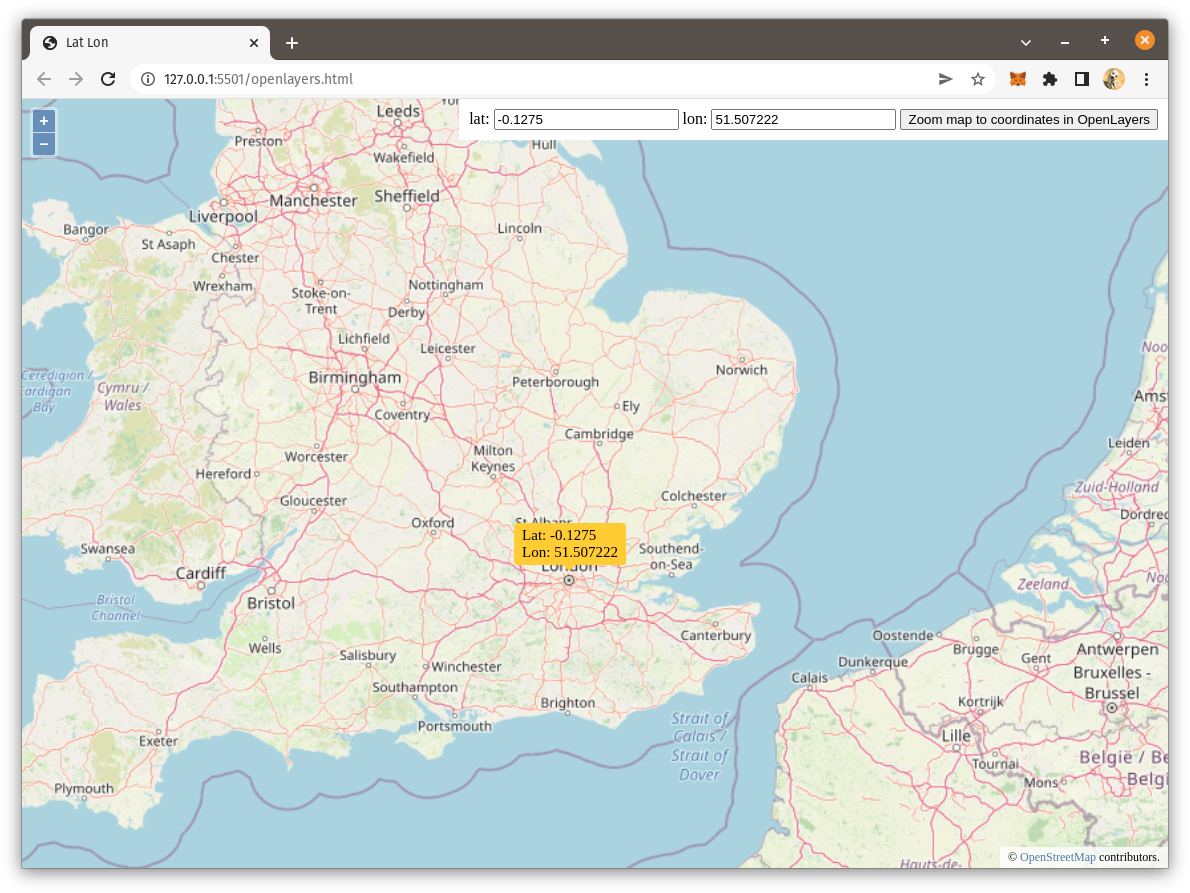 Lat Lon
127.0.0.1:5501/openlayers.html
lat: -0.1275 lon: 51.507222 Zoom map to coordinates in OpenLayers
+
−
Leeds
Preston
Hull
Wakefield
Manchester
Sheffield
Liverpool
Bangor
St Asaph
Lincoln
Chester
Wrexham
Nottingham
Stoke-on-
Trent
Derby
Lichfield
Leicester
Noo
Ceredigion /
Cardigan
Bay
Cymru /
Wales
Birmingham
Peterborough
Norwich
Amst
Coventry
Ely
Cambridge
Leiden
Worcester
Milton
Keynes
Hereford
Zuid-Holland
Gloucester
Colchester
Oxford
St Albans
Dordrec
Lat: -0.1275
Lon: 51.507222
London
Swansea
Southend-
on-Sea
Cardiff
Zeeland
Noo
Bristol
Channel
Bristol
Canterbury
Oostende
Wells
Salisbury
Winchester
Brugge
Antwerpen
Dunkerque
Gent
Calais
Bruxelles -
Brussel
Southampton
Brighton
Kortrijk
Portsmouth
Strait of
Calais /
Strait of
Dover
Exeter
Lille
Tournai
België / Be
Belgi
Mons
Plymouth
Hauts-de-
© OpenStreetMap contributors.